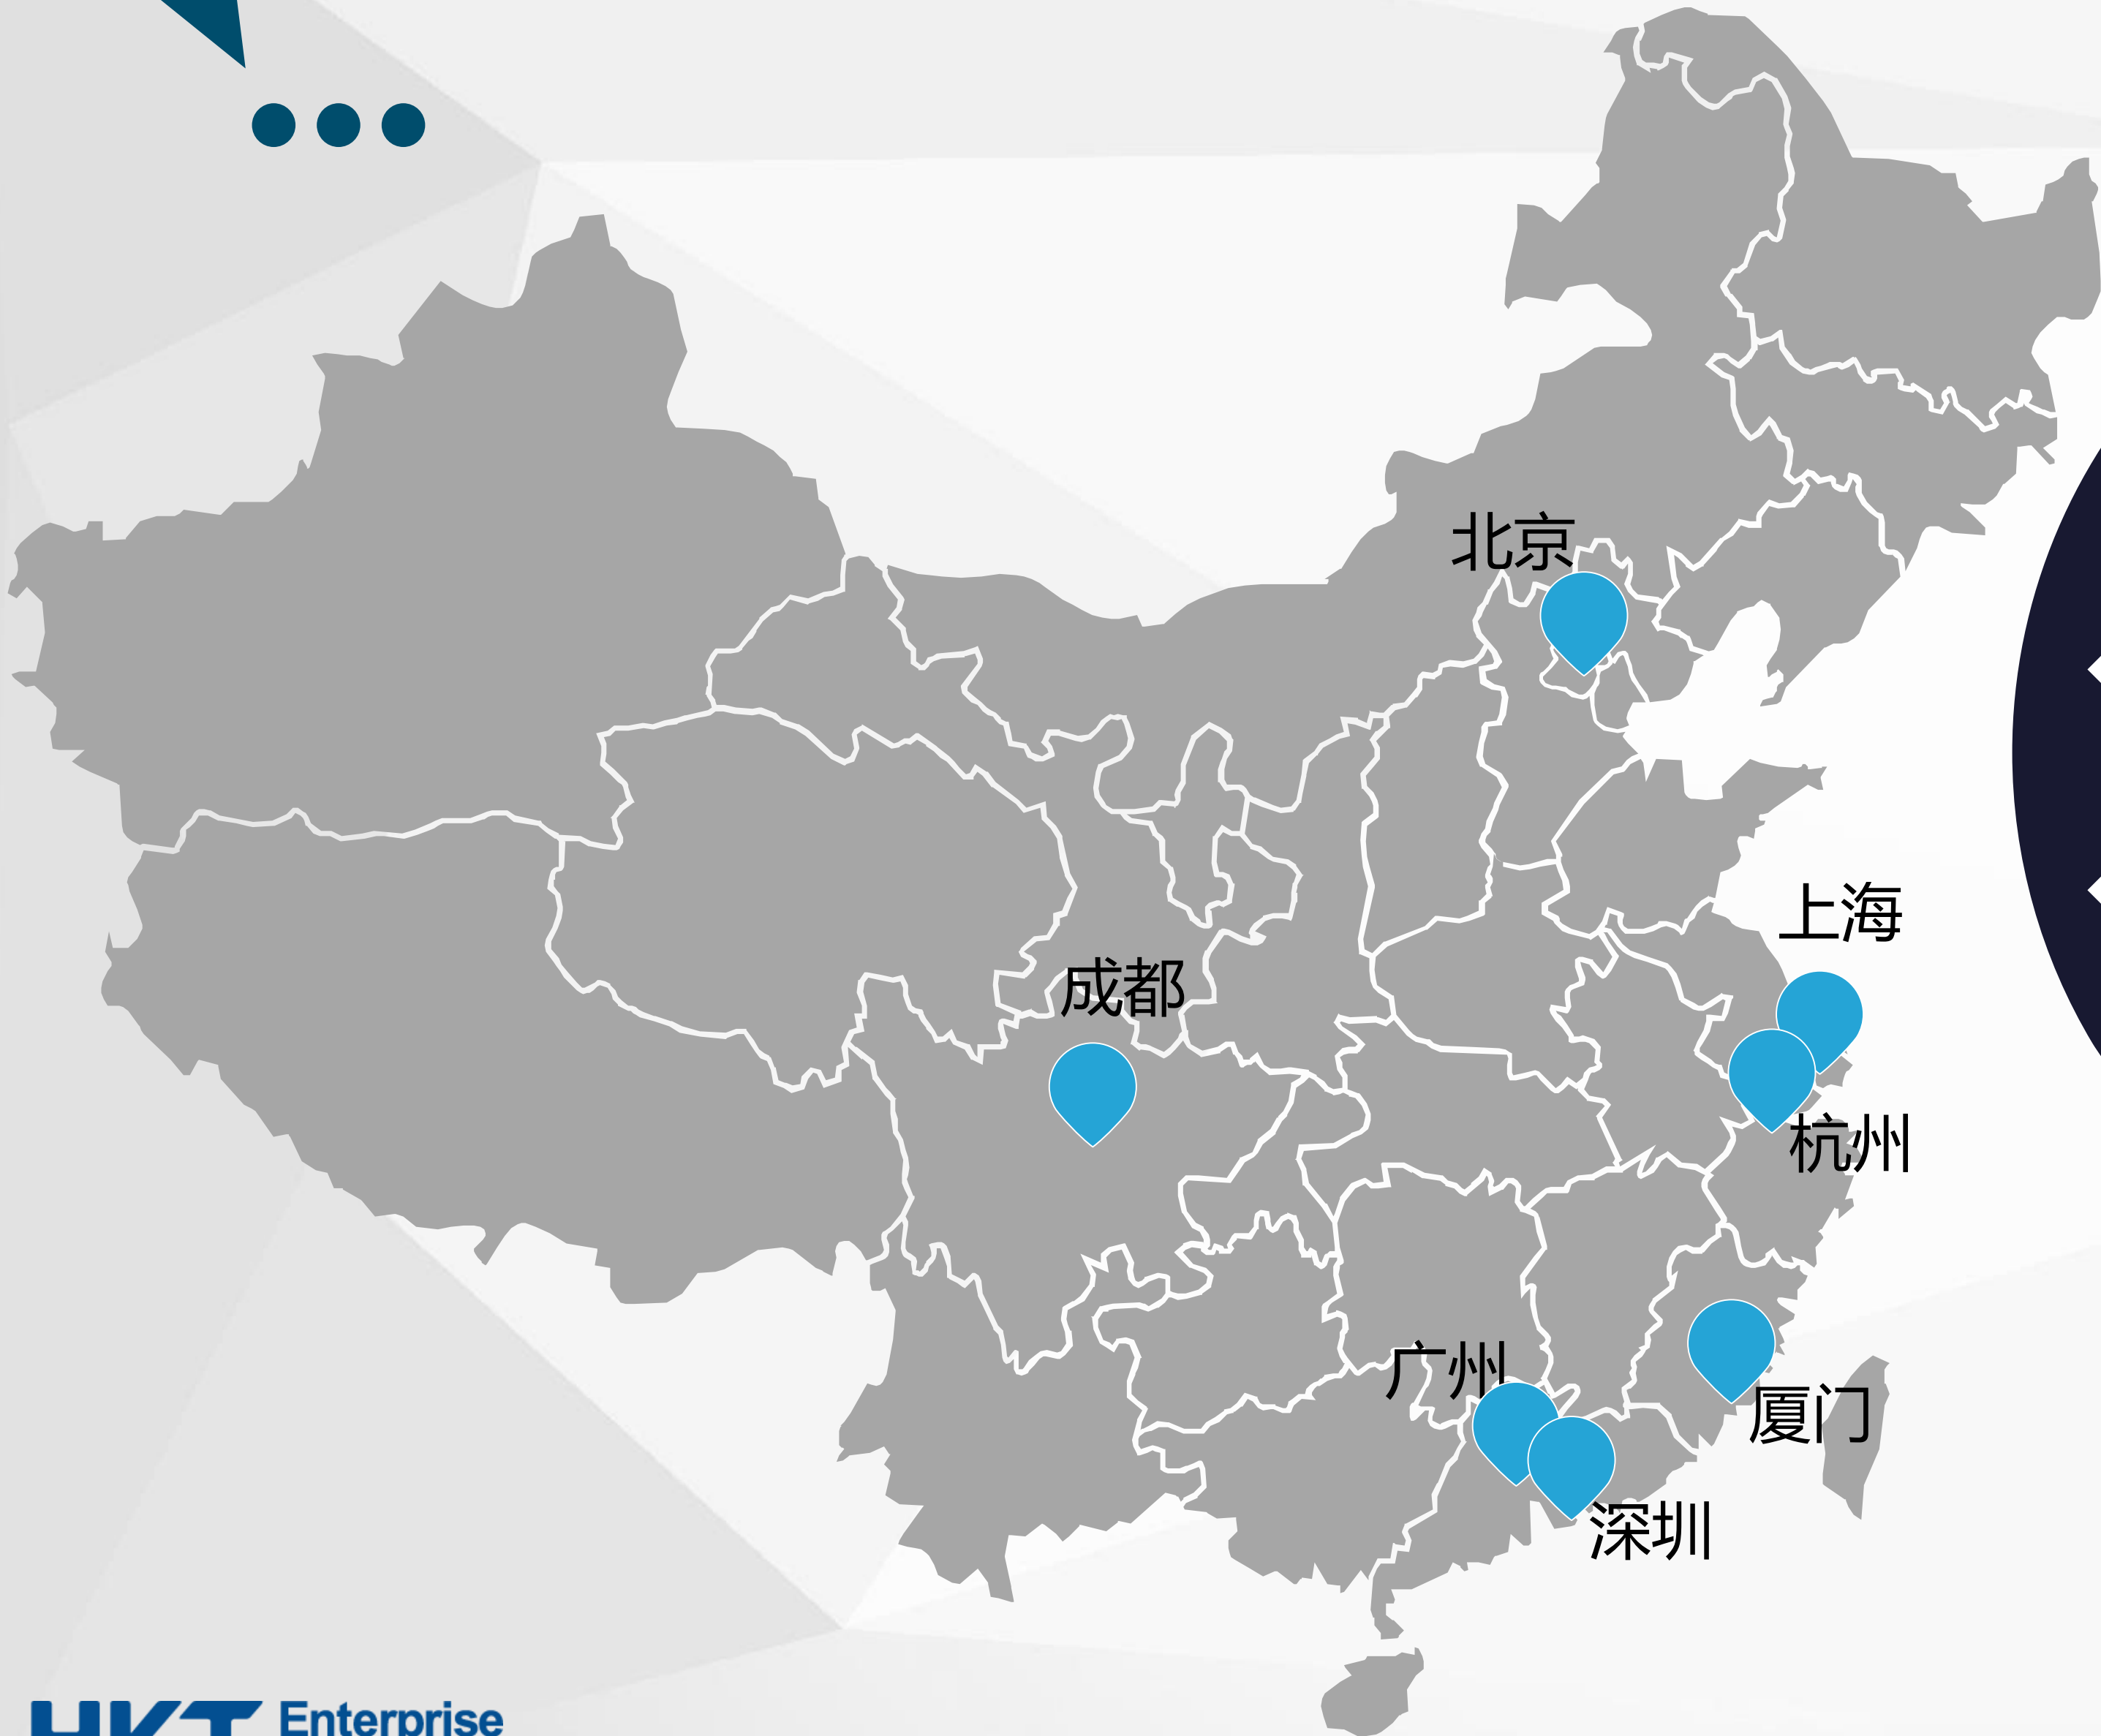 北京
上海
成都
杭州
广州
厦门
深圳
HKT Enterprise